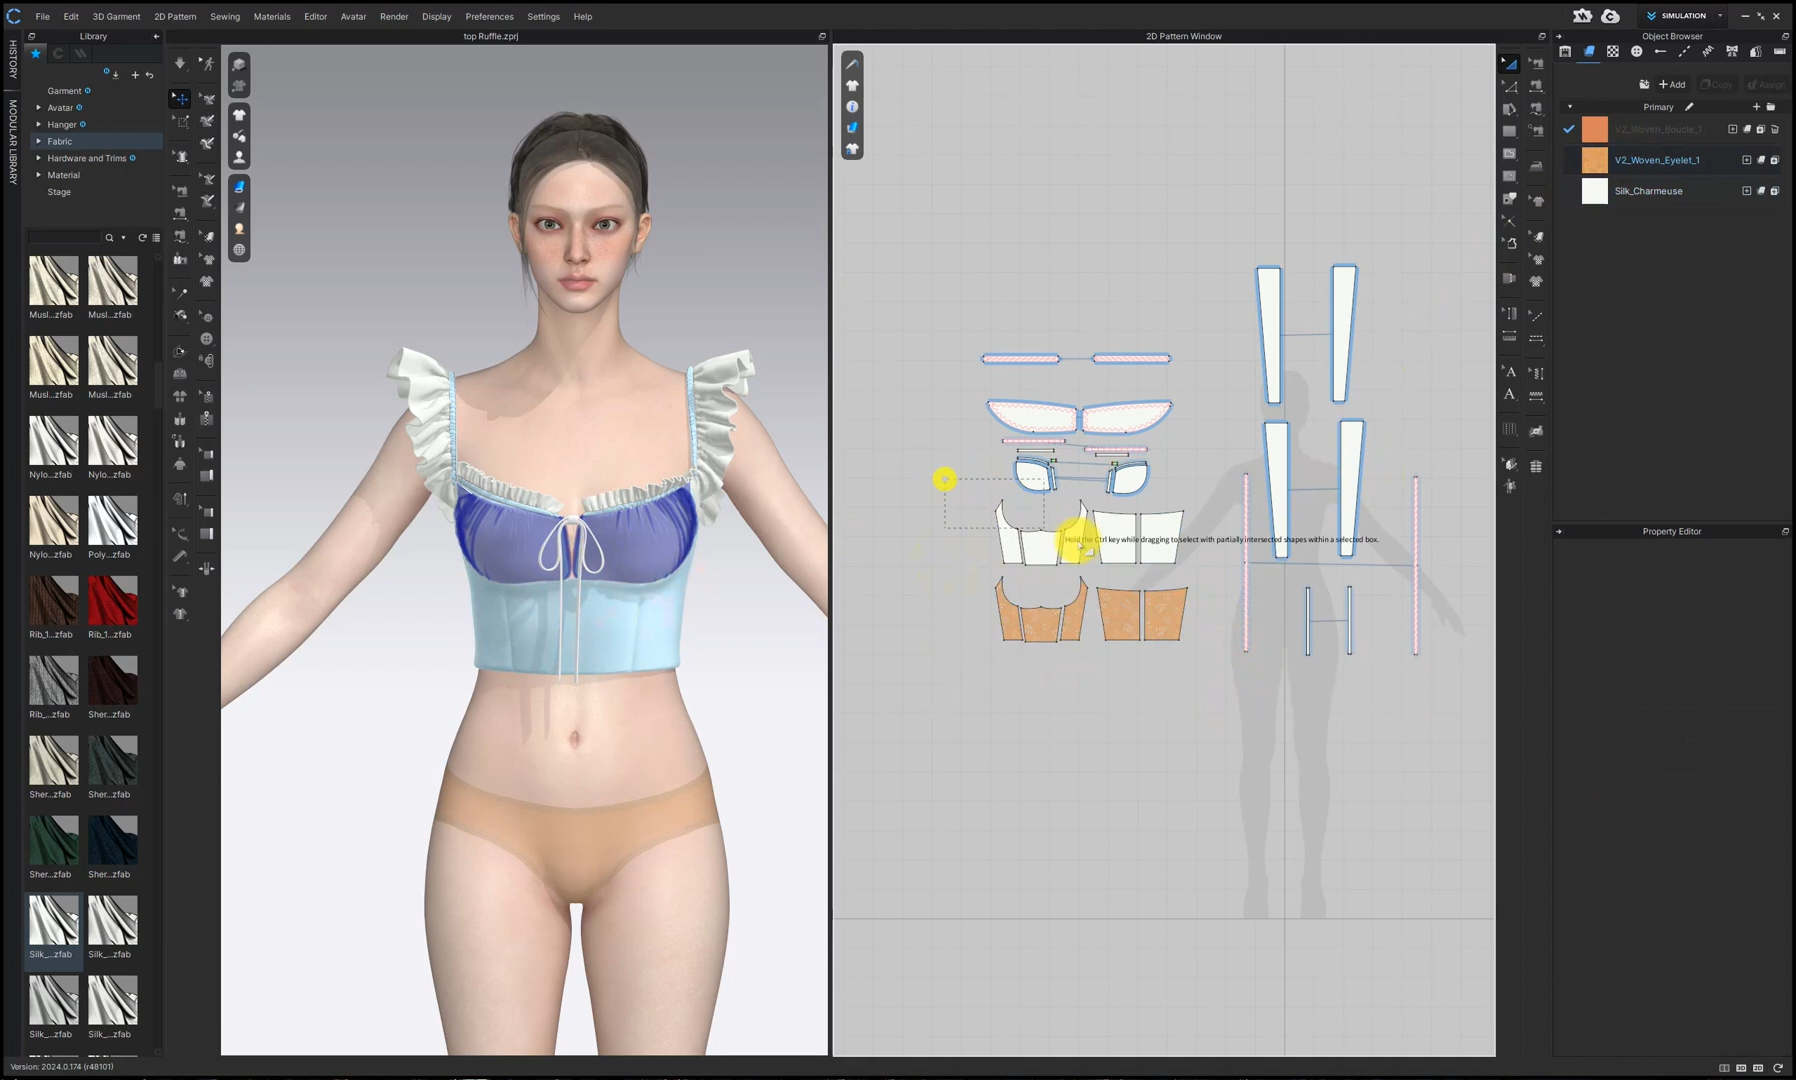 File Edit 3D Garment 2D Pattern Sewing Materials Editor Avatar Render Display Preferences Settings Help
SIMULATION
HISTORY
MODULAR LIBRARY
Library
top Ruffle.zprj
2D Pattern Window
Object Browser
Garment
Avatar
Hanger
Fabric
Hardware and Trims
Material
Stage
Add Copy Assign
Primary
V2_Woven_Boucle_1
V2_Woven_Eyelet_1
Silk_Charmeuse
Musl...zfab Musl...zfab
Musl...zfab Musl...zfab
Nylo...zfab Nylo...zfab
Nylo...zfab Poly...zfab
Rib_1...zfab Rib_1...zfab
Rib_...zfab Sher...zfab
Sher...zfab Sher...zfab
Sher...zfab Sher...zfab
Silk_...zfab Silk_...zfab
Silk_...zfab Silk_...zfab
Hold the Ctrl key while dragging to select with partially intersected shapes within a selected box.
Property Editor
Version: 2024.0.174 (r48101)